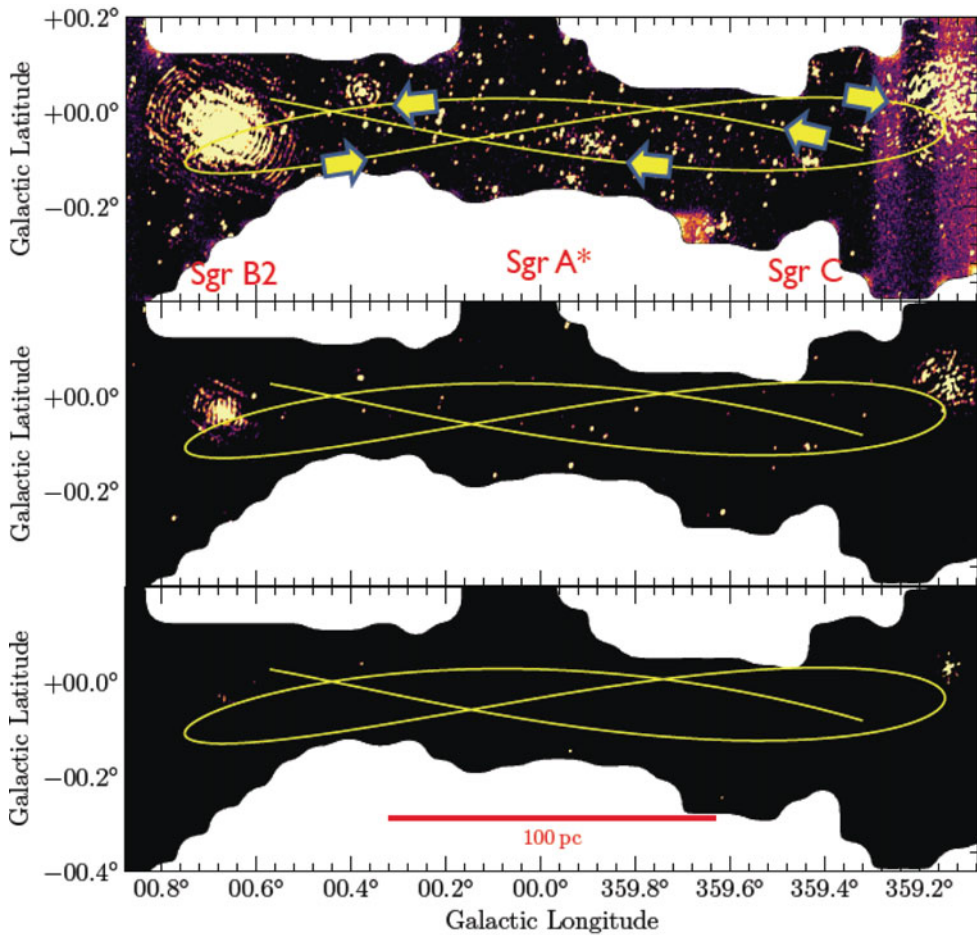 +00.2°
+00.0°
−00.2°
Galactic Latitude
Sgr B2
Sgr A*
Sgr C
+00.0°
−00.2°
Galactic Latitude
+00.0°
−00.2°
−00.4°
Galactic Latitude
100 pc
00.8° 00.6° 00.4° 00.2° 00.0° 359.8° 359.6° 359.4° 359.2°
Galactic Longitude